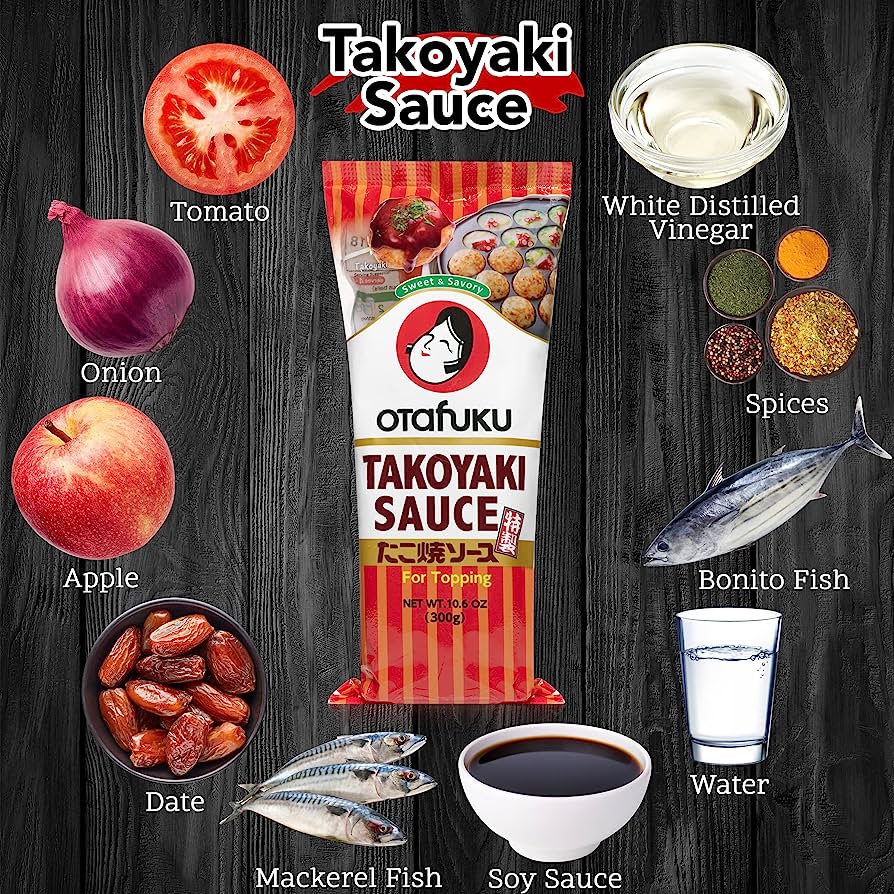 Takoyaki
Sauce
Tomato
White Distilled
Vinegar
Onion
Spices
Apple
Bonito Fish
Date
Water
Mackerel Fish
Soy Sauce
Takoyaki
Sweet & Savory
OTafUKU
TAKOYAKI
SAUCE
特製
たこ焼ソース
For Topping
NET WT.10.6 OZ
(300g)